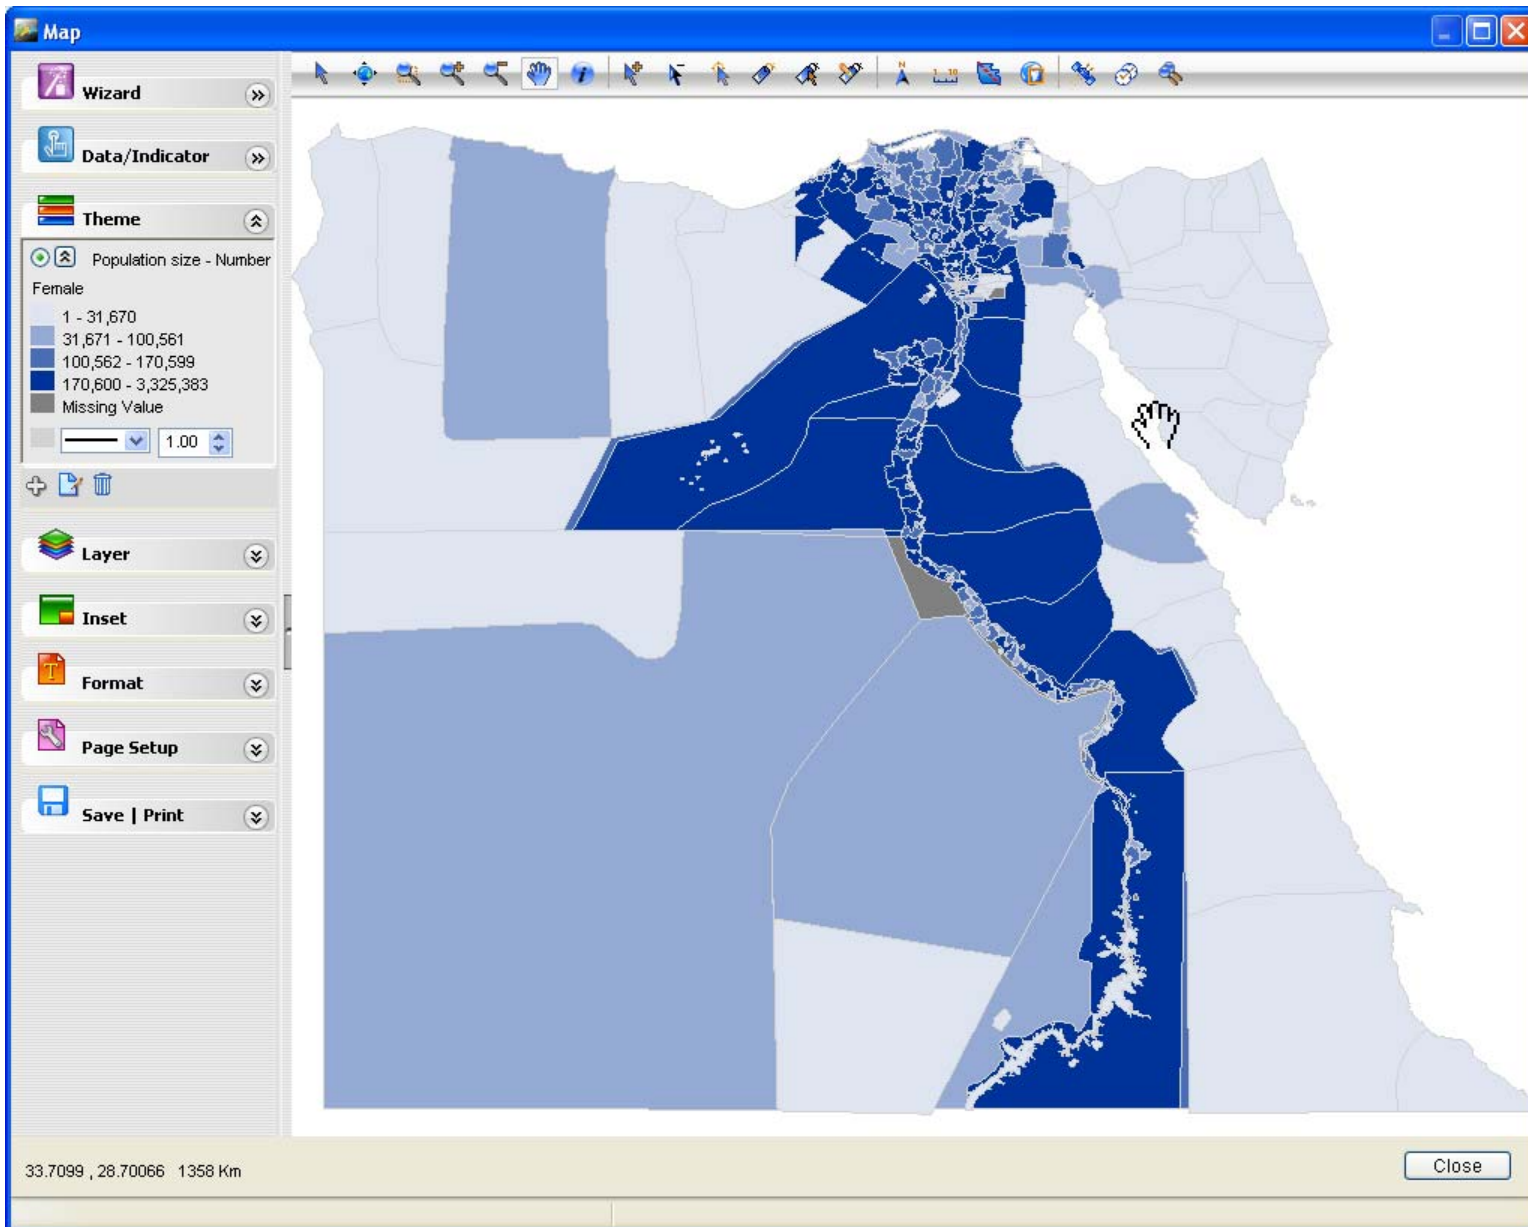 Map
Wizard
Data/Indicator
Theme
Population size - Number
Female
1 - 31,670
31,671 - 100,561
100,562 - 170,599
170,600 - 3,325,383
Missing Value
1.00
Layer
Inset
Format
Page Setup
Save | Print
N
33.7099 , 28.70066 1358 Km
Close